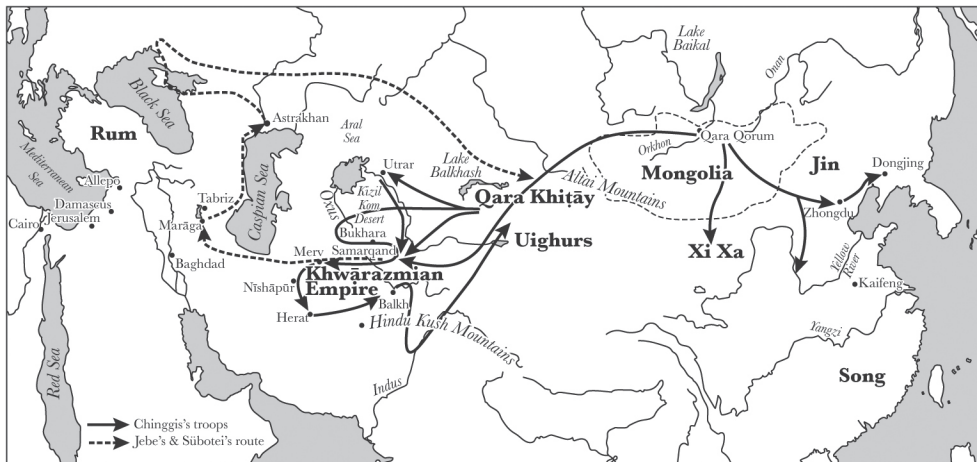 Lake
Baikal
Onan
Black Sea
Astrakhan
Rum
Aral
Sea
Qara Qorum
Orkhon
Mediterranean
Sea
Utrar
Lake
Balkhash
Mongolia
Jin
Dongjing
Altai Mountains
Allepo
Caspian Sea
Kizil
Kom
Desert
Oxus
Qara Khiṭāy
Tabriz
Damascus
Jerusalem
Zhongdu
Cairo
Marāga
Bukhara
Uighurs
Xi Xa
Merv
Samarqand
Baghdad
Khwārazmian
Empire
Yellow
River
Nīshāpūr
Kaifeng
Balkh
Herat
Hindu Kush Mountains
Yangzi
Red Sea
Song
Indus
Chinggis's troops
Jebe's & Sübotei's route